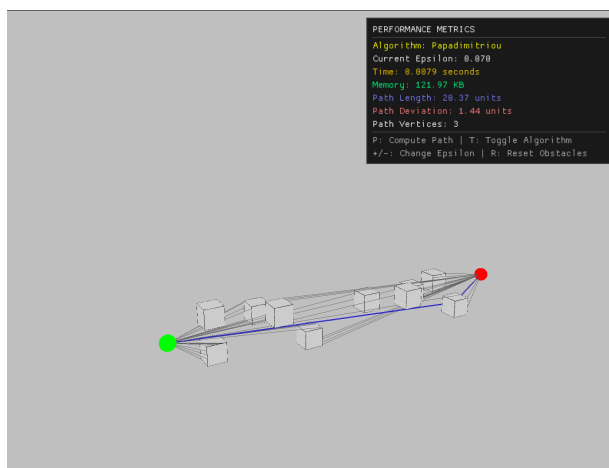 PERFORMANCE METRICS
Algorithm: Papadimitriou
Current Epsilon: 0.070
Time: 0.0079 seconds
Memory: 121.97 KB
Path Length: 20.37 units
Path Deviation: 1.44 units
Path Vertices: 3
P: Compute Path | T: Toggle Algorithm
+/-: Change Epsilon | R: Reset Obstacles